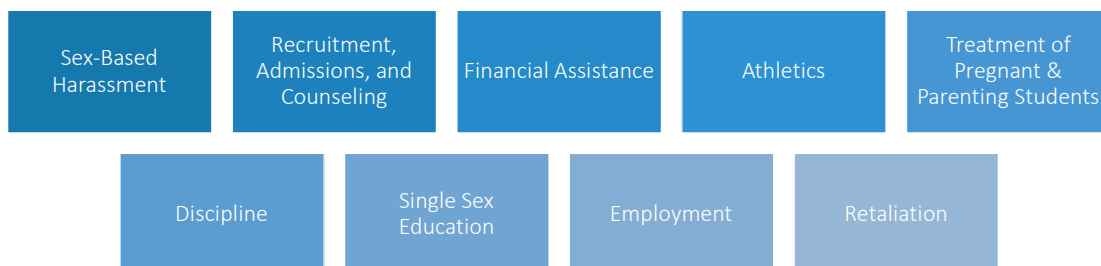 Sex-Based
Harassment
Recruitment,
Admissions, and
Counseling
Financial Assistance
Athletics
Treatment of
Pregnant &
Parenting Students
Discipline
Single Sex
Education
Employment
Retaliation